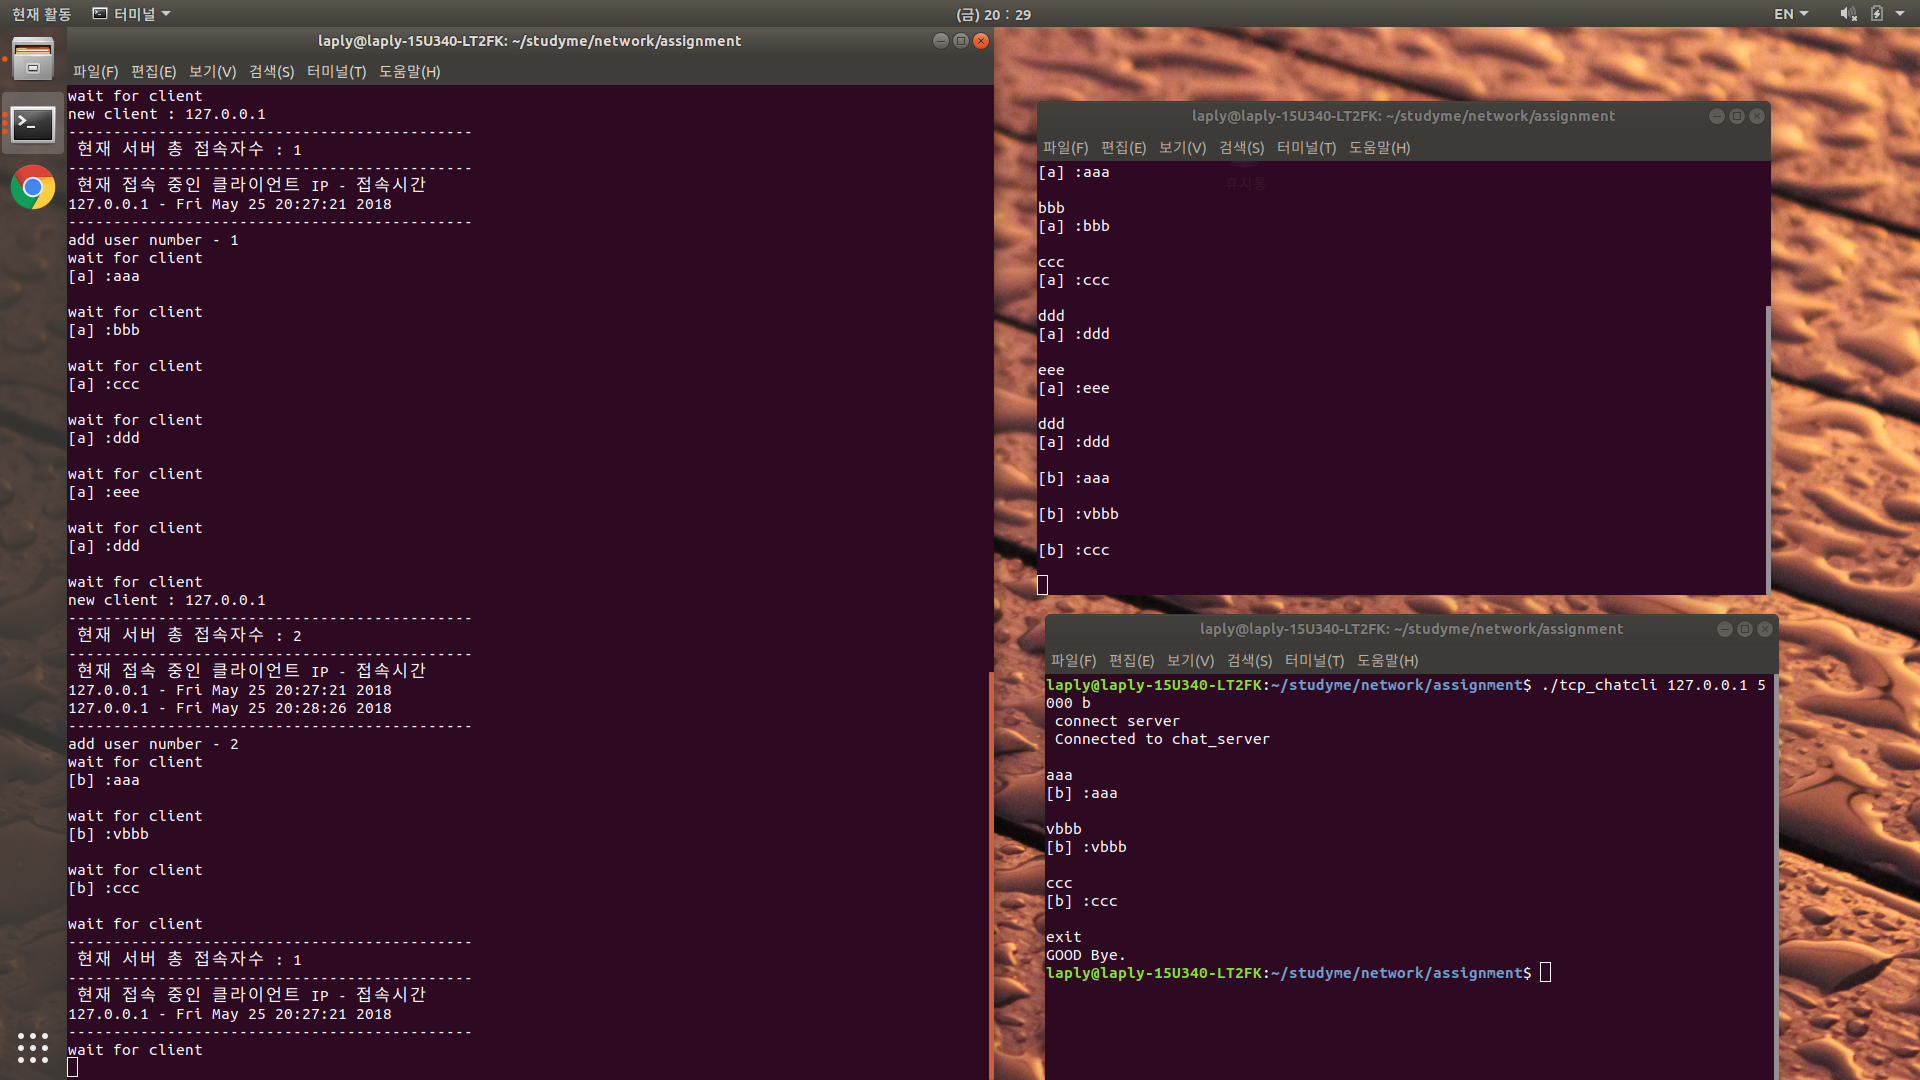 현재 활동
터미널
(금) 20 : 29
EN
laply@laply-15U340-LT2FK: ~/studyme/network/assignment
파일(F) 편집(E) 보기(V) 검색(S) 터미널(T) 도움말(H)
wait for client
new client : 127.0.0.1
---------------------------------------------
현재 서버 총 접속자수 : 1
---------------------------------------------
현재 접속 중인 클라이언트 IP - 접속시간
127.0.0.1 - Fri May 25 20:27:21 2018
---------------------------------------------
add user number - 1
wait for client
[a] :aaa
wait for client
[a] :bbb
wait for client
[a] :ccc
wait for client
[a] :ddd
wait for client
[a] :eee
wait for client
[a] :ddd
wait for client
new client : 127.0.0.1
---------------------------------------------
현재 서버 총 접속자수 : 2
---------------------------------------------
현재 접속 중인 클라이언트 IP - 접속시간
127.0.0.1 - Fri May 25 20:27:21 2018
127.0.0.1 - Fri May 25 20:28:26 2018
---------------------------------------------
add user number - 2
wait for client
[b] :aaa
wait for client
[b] :vbbb
wait for client
[b] :ccc
wait for client
---------------------------------------------
현재 서버 총 접속자수 : 1
---------------------------------------------
현재 접속 중인 클라이언트 IP - 접속시간
127.0.0.1 - Fri May 25 20:27:21 2018
---------------------------------------------
wait for client
laply@laply-15U340-LT2FK: ~/studyme/network/assignment
파일(F) 편집(E) 보기(V) 검색(S) 터미널(T) 도움말(H)
휴지통
[a] :aaa
bbb
[a] :bbb
ccc
[a] :ccc
ddd
[a] :ddd
eee
[a] :eee
ddd
[a] :ddd
[b] :aaa
[b] :vbbb
[b] :ccc
laply@laply-15U340-LT2FK: ~/studyme/network/assignment
파일(F) 편집(E) 보기(V) 검색(S) 터미널(T) 도움말(H)
laply@laply-15U340-LT2FK:~/studyme/network/assignment$ ./tcp_chatcli 127.0.0.1 5
000 b
connect server
Connected to chat_server
aaa
[b] :aaa
vbbb
[b] :vbbb
ccc
[b] :ccc
exit
GOOD Bye.
laply@laply-15U340-LT2FK:~/studyme/network/assignment$